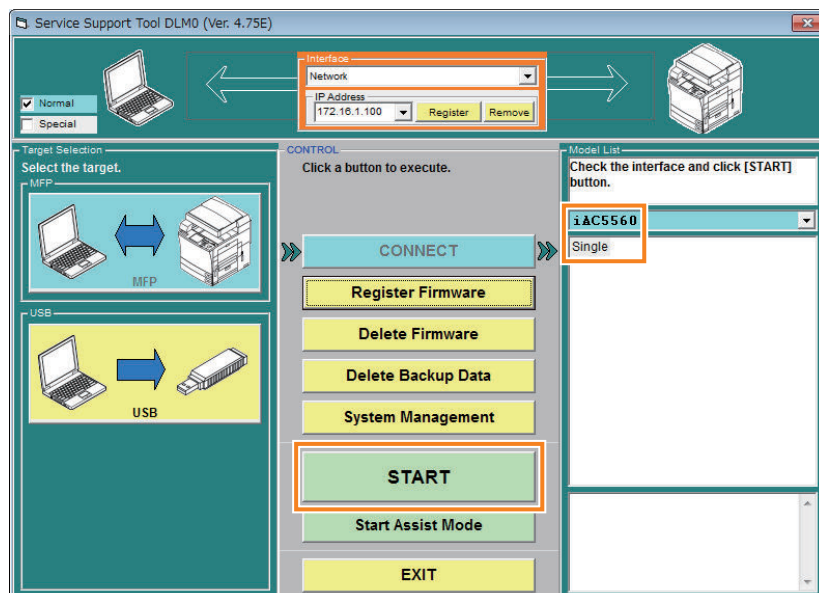 Service Support Tool DLM0 (Ver. 4.75E)
Normal
Special
Interface
Network
IP Address
172.16.1.100
Register
Remove
Target Selection
Select the target.
MFP
MFP
USB
USB
CONTROL
Click a button to execute.
CONNECT
Register Firmware
Delete Firmware
Delete Backup Data
System Management
START
Start Assist Mode
EXIT
Model List
Check the interface and click [START]
button.
iAC5560
Single